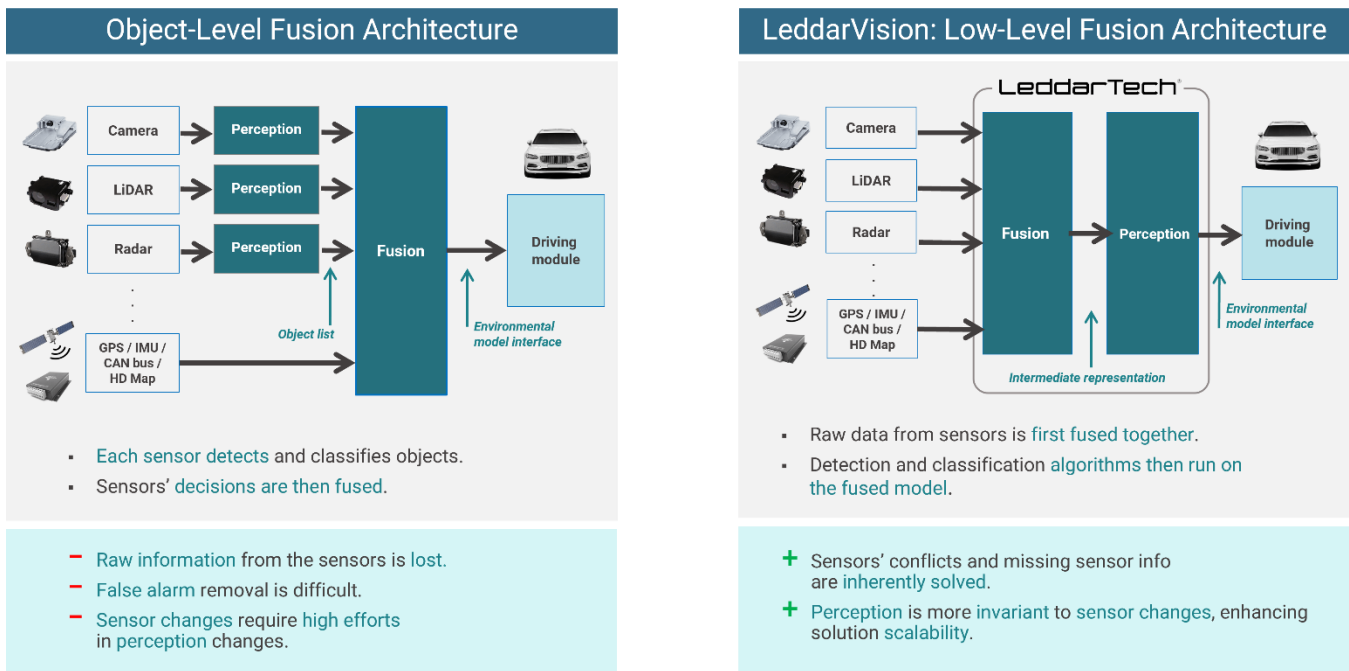 Object-Level Fusion Architecture
Camera
Perception
LiDAR
Perception
Radar
Perception
Fusion
Driving
module
Object list
Environmental
model interface
GPS / IMU /
CAN bus /
HD Map
▪ Each sensor detects and classifies objects.
▪ Sensors' decisions are then fused.
− Raw information from the sensors is lost.
− False alarm removal is difficult.
− Sensor changes require high efforts
in perception changes.
LeddarVision: Low-Level Fusion Architecture
LeddarTech®
Camera
LiDAR
Radar
Fusion
Perception
Driving
module
GPS / IMU /
CAN bus /
HD Map
Environmental
model interface
Intermediate representation
▪ Raw data from sensors is first fused together.
▪ Detection and classification algorithms then run on
the fused model.
+ Sensors' conflicts and missing sensor info
are inherently solved.
+ Perception is more invariant to sensor changes, enhancing
solution scalability.